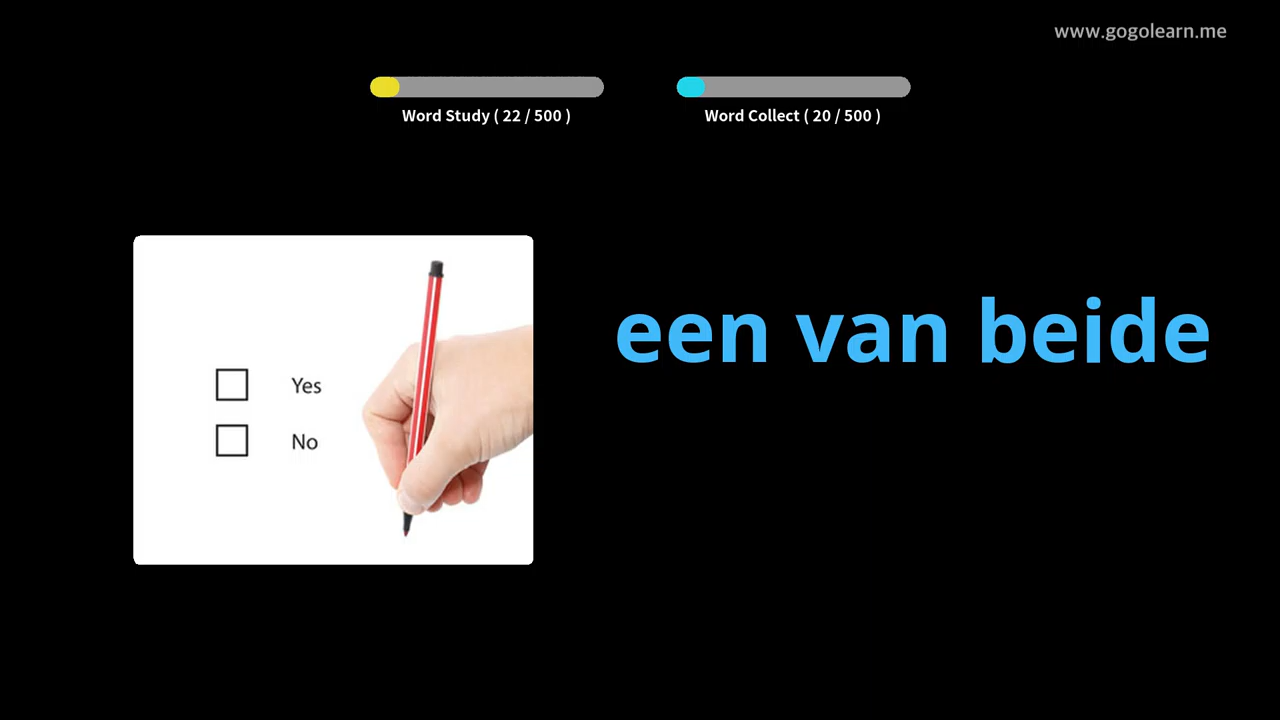 www.gogolearn.me
Word Study ( 22 / 500 )
Word Collect ( 20 / 500 )
een van beide
Yes
No